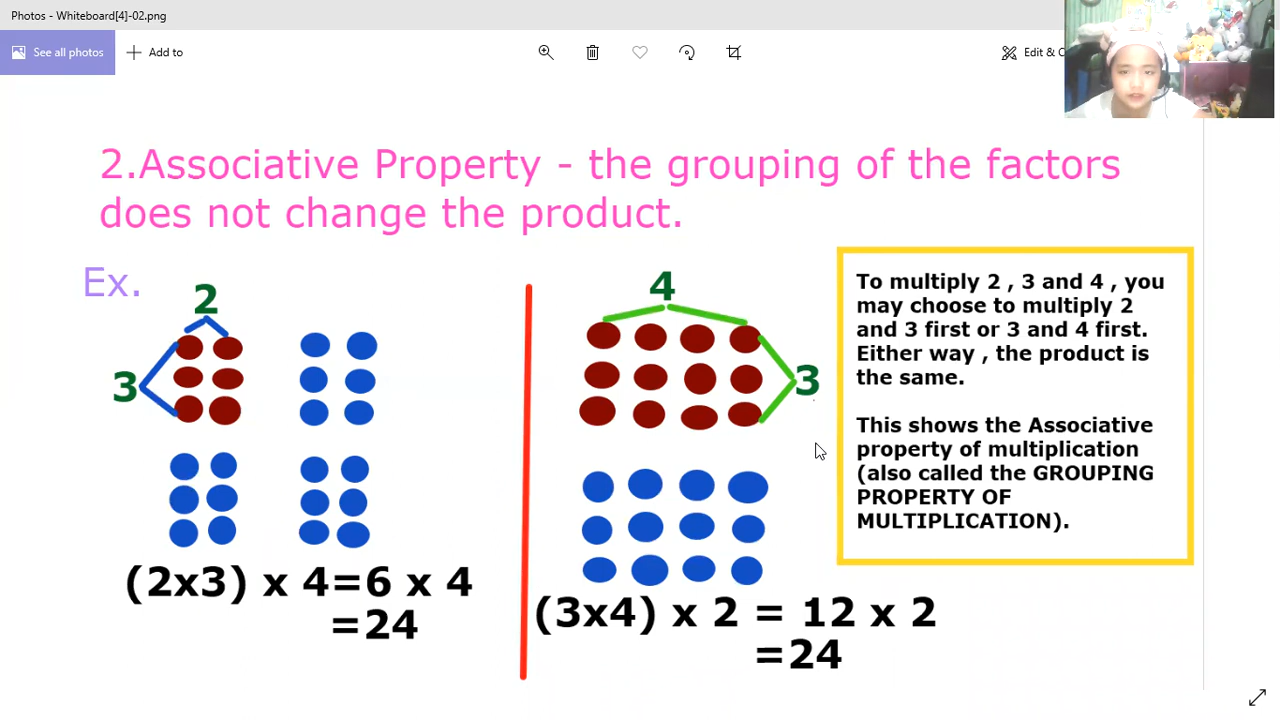 Photos - Whiteboard[4]-02.png
See all photos
Add to
Edit & C
2.Associative Property - the grouping of the factors
does not change the product.
Ex.
2
3
4
3
(2x3) x 4=6 x 4
=24
(3x4) x 2 = 12 x 2
=24
To multiply 2 , 3 and 4 , you
may choose to multiply 2
and 3 first or 3 and 4 first.
Either way , the product is
the same.
This shows the Associative
property of multiplication
(also called the GROUPING
PROPERTY OF
MULTIPLICATION).